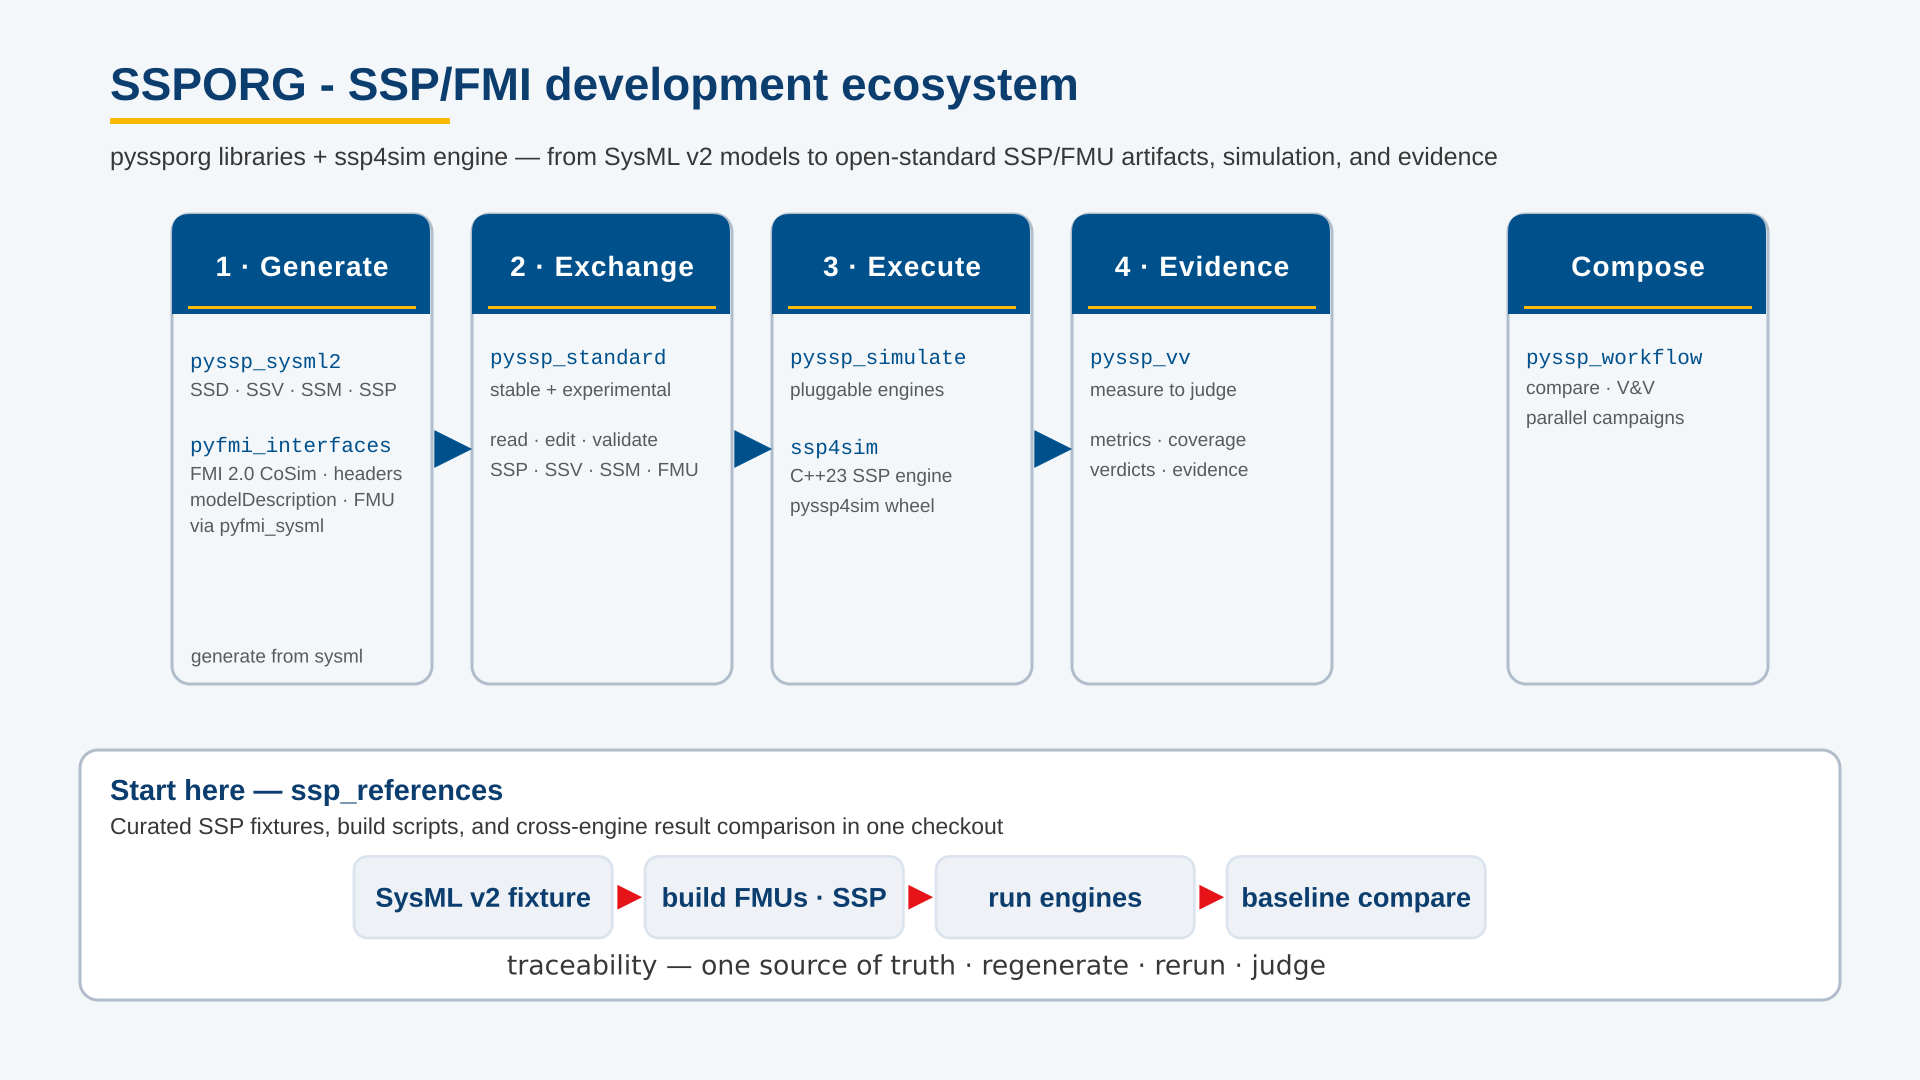 SSPORG - SSP/FMI development ecosystem
pyssporg libraries + ssp4sim engine — from SysML v2 models to open-standard SSP/FMU artifacts, simulation, and evidence
1 · Generate
pyssp_sysml2
SSD · SSV · SSM · SSP
pyfmi_interfaces
FMI 2.0 CoSim · headers
modelDescription · FMU
via pyfmi_sysml
generate from sysml
2 · Exchange
pyssp_standard
stable + experimental
read · edit · validate
SSP · SSV · SSM · FMU
3 · Execute
pyssp_simulate
pluggable engines
ssp4sim
C++23 SSP engine
pyssp4sim wheel
4 · Evidence
pyssp_vv
measure to judge
metrics · coverage
verdicts · evidence
Compose
pyssp_workflow
compare · V&V
parallel campaigns
Start here — ssp_references
Curated SSP fixtures, build scripts, and cross-engine result comparison in one checkout
SysML v2 fixture
build FMUs · SSP
run engines
baseline compare
traceability — one source of truth · regenerate · rerun · judge